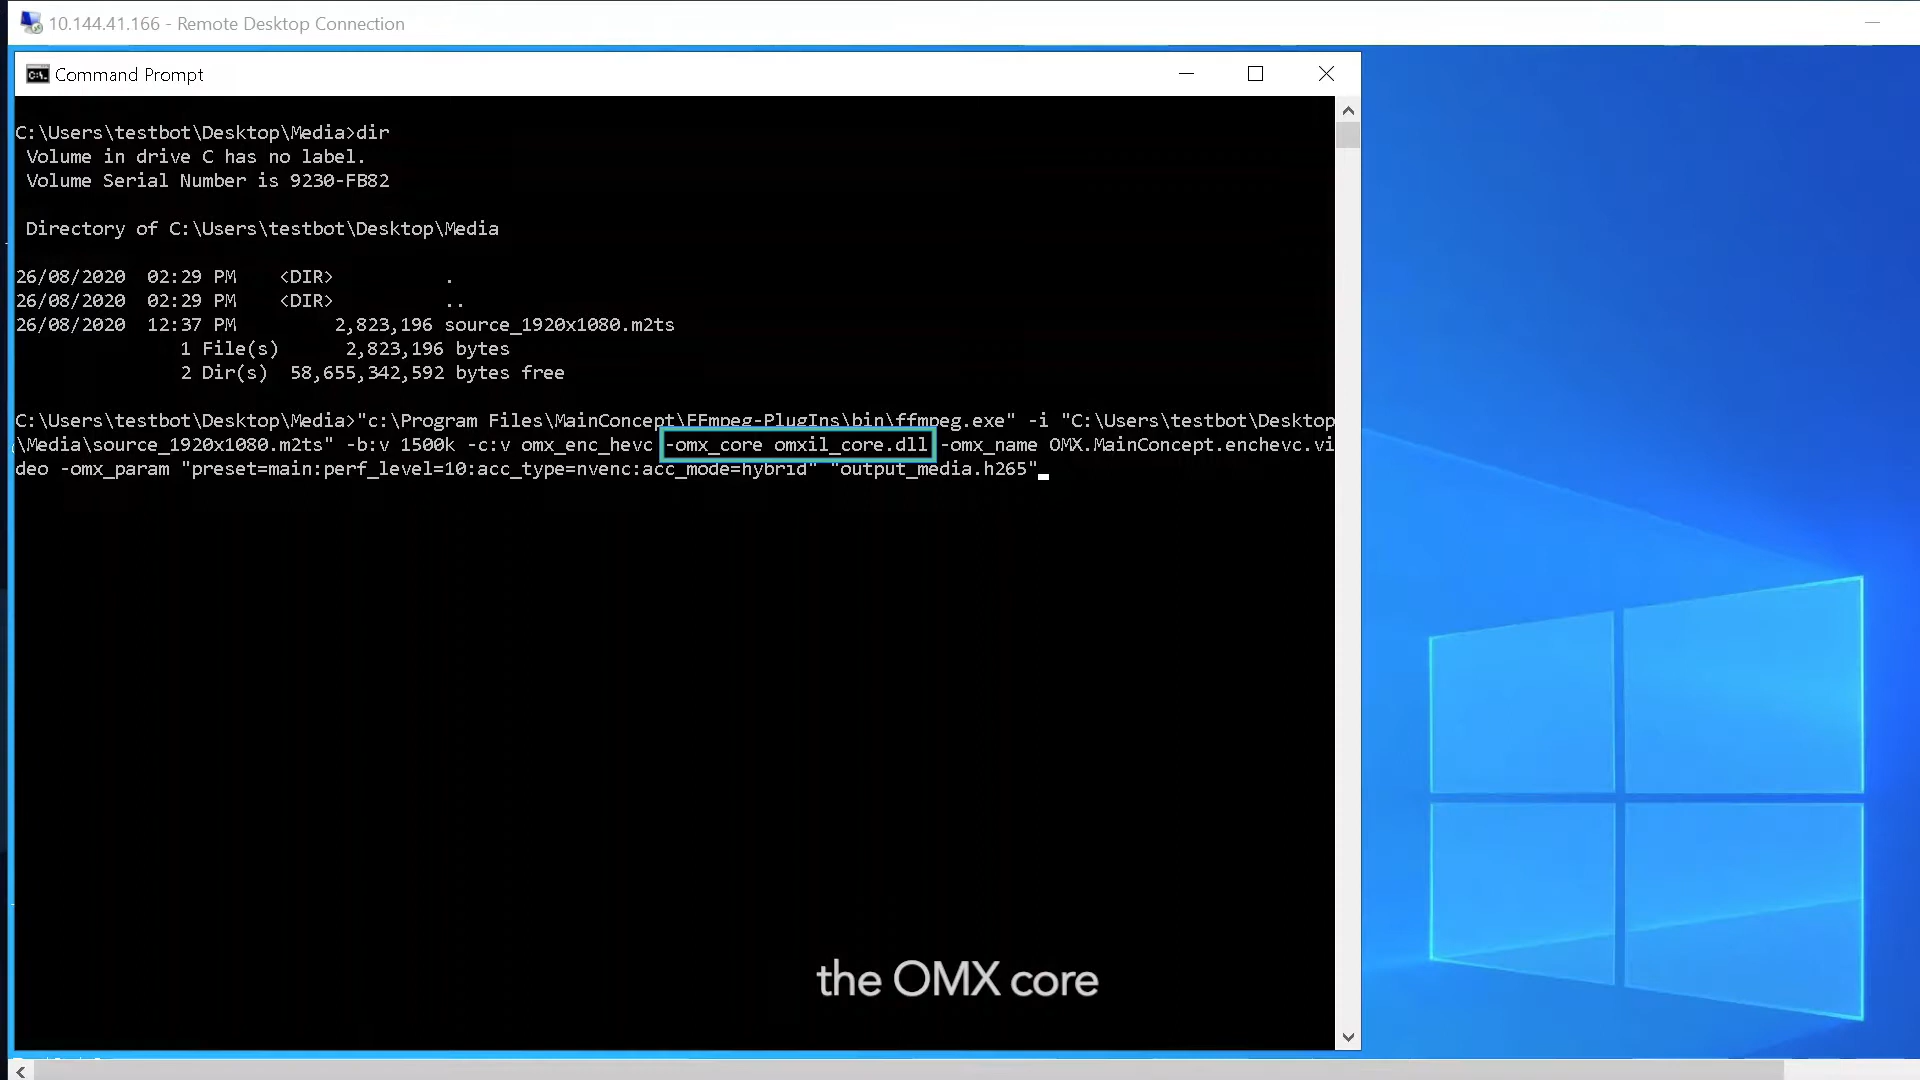 10.144.41.166 - Remote Desktop Connection
Command Prompt
C:\Users\testbot\Desktop\Media>dir
Volume in drive C has no label.
Volume Serial Number is 9230-FB82
Directory of C:\Users\testbot\Desktop\Media
26/08/2020  02:29 PM    <DIR>          .
26/08/2020  02:29 PM    <DIR>          ..
26/08/2020  12:37 PM         2,823,196 source_1920x1080.m2ts
1 File(s)      2,823,196 bytes
2 Dir(s)  58,655,342,592 bytes free
C:\Users\testbot\Desktop\Media>"c:\Program Files\MainConcept\FFmpeg-PlugIns\bin\ffmpeg.exe" -i "C:\Users\testbot\Desktop
\Media\source_1920x1080.m2ts" -b:v 1500k -c:v omx_enc_hevc -omx_core omxil_core.dll -omx_name OMX.MainConcept.enchevc.vi
deo -omx_param "preset=main:perf_level=10:acc_type=nvenc:acc_mode=hybrid" "output_media.h265"
the OMX core